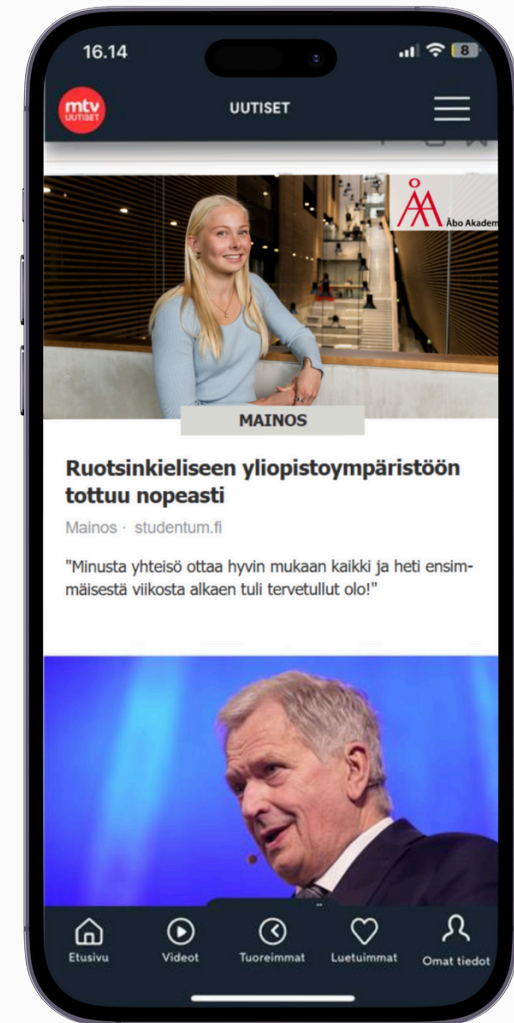 16.14
8
mtv
UUTISET
UUTISET
Åbo Akadem
MAINOS
Ruotsinkieliseen yliopistoympäristöön
tottuu nopeasti
Mainos · studentum.fi
"Minusta yhteisö ottaa hyvin mukaan kaikki ja heti ensim-
mäisestä viikosta alkaen tuli tervetullut olo!"
Etusivu
Videot
Tuoreimmat
Luetuimmat
Omat tiedot